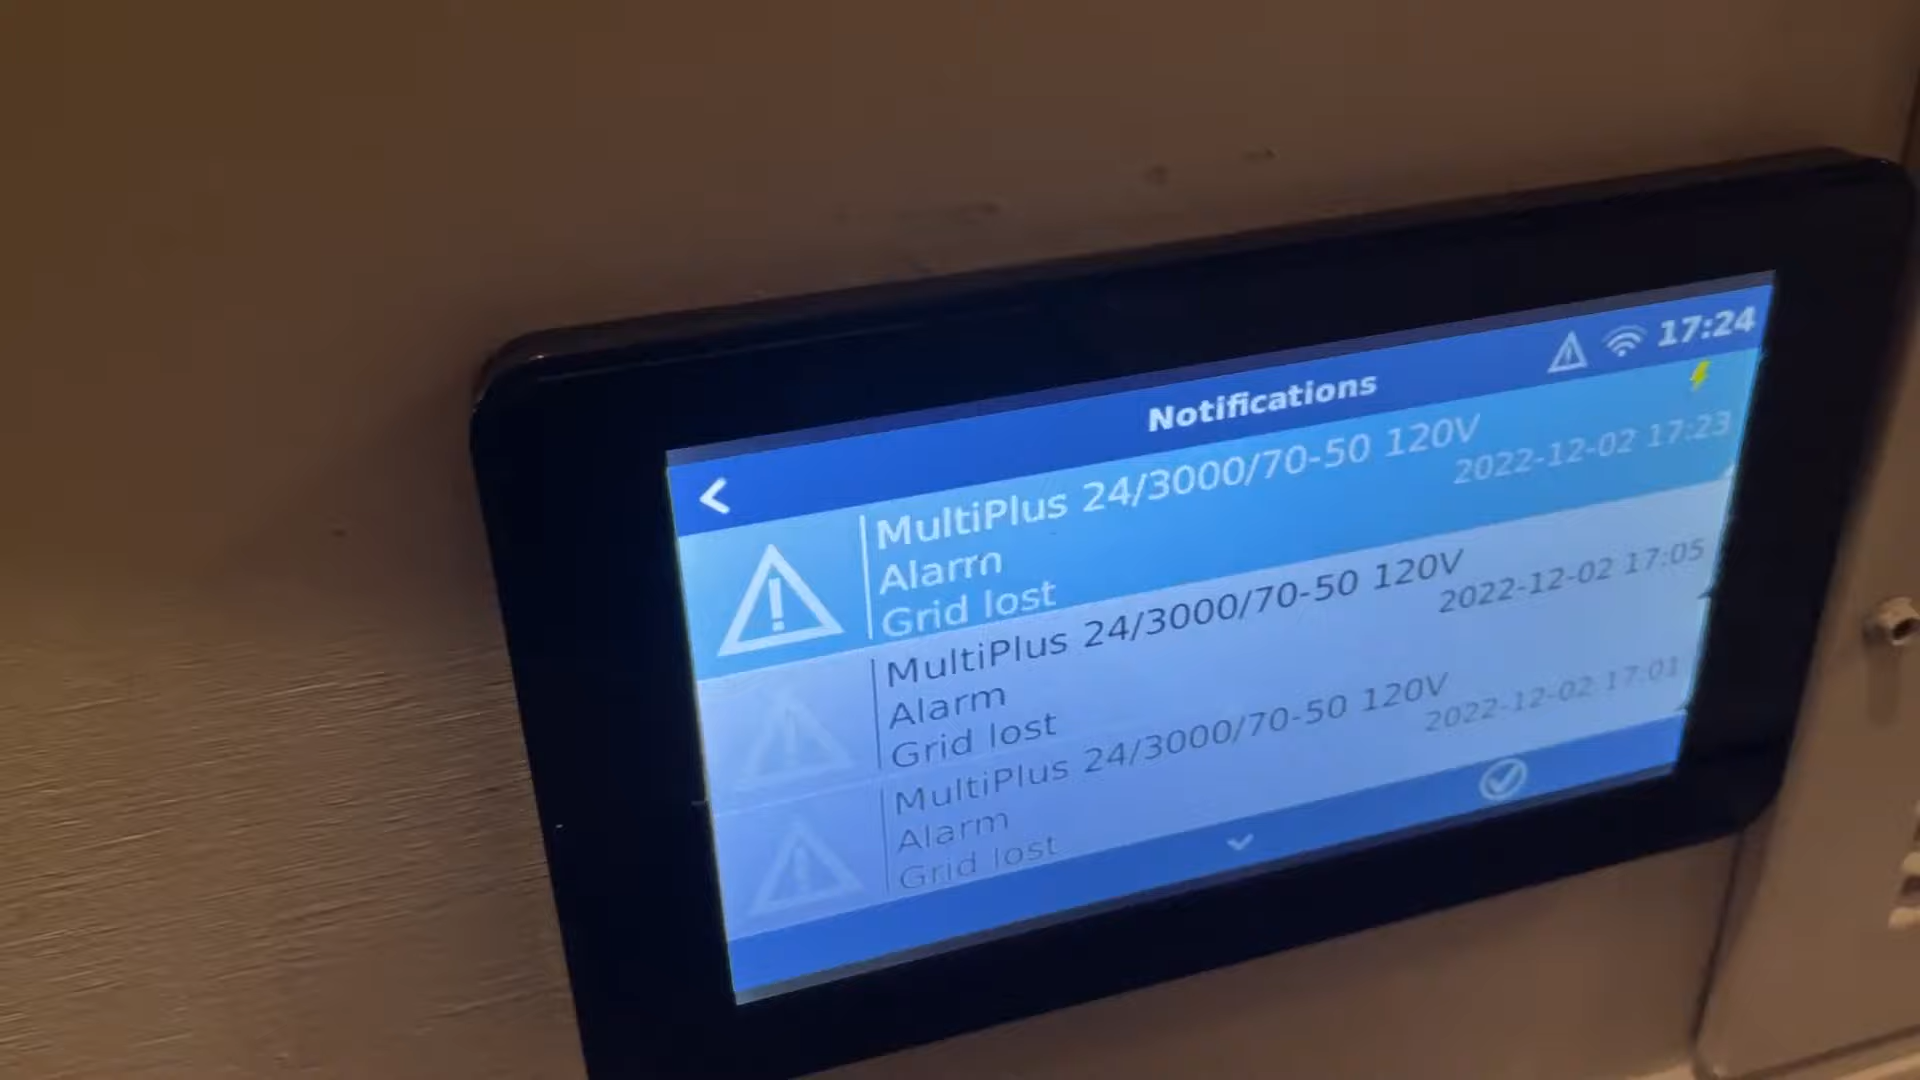 17:24
Notifications
MultiPlus 24/3000/70-50 120V
2022-12-02 17:23
Alarm
Grid lost
MultiPlus 24/3000/70-50 120V
2022-12-02 17:05
Alarm
Grid lost
MultiPlus 24/3000/70-50 120V
2022-12-02 17:01
Alarm
Grid lost